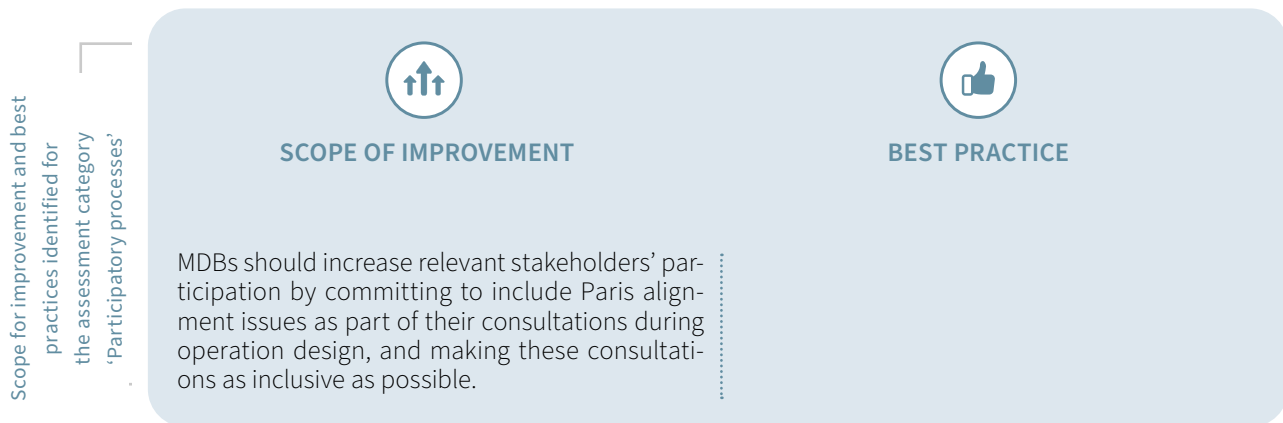 Scope for improvement and best
practices identified for
the assessment category
‘Participatory processes’
SCOPE OF IMPROVEMENT
BEST PRACTICE
MDBs should increase relevant stakeholders’ par-
ticipation by committing to include Paris align-
ment issues as part of their consultations during
operation design, and making these consultati-
ons as inclusive as possible.